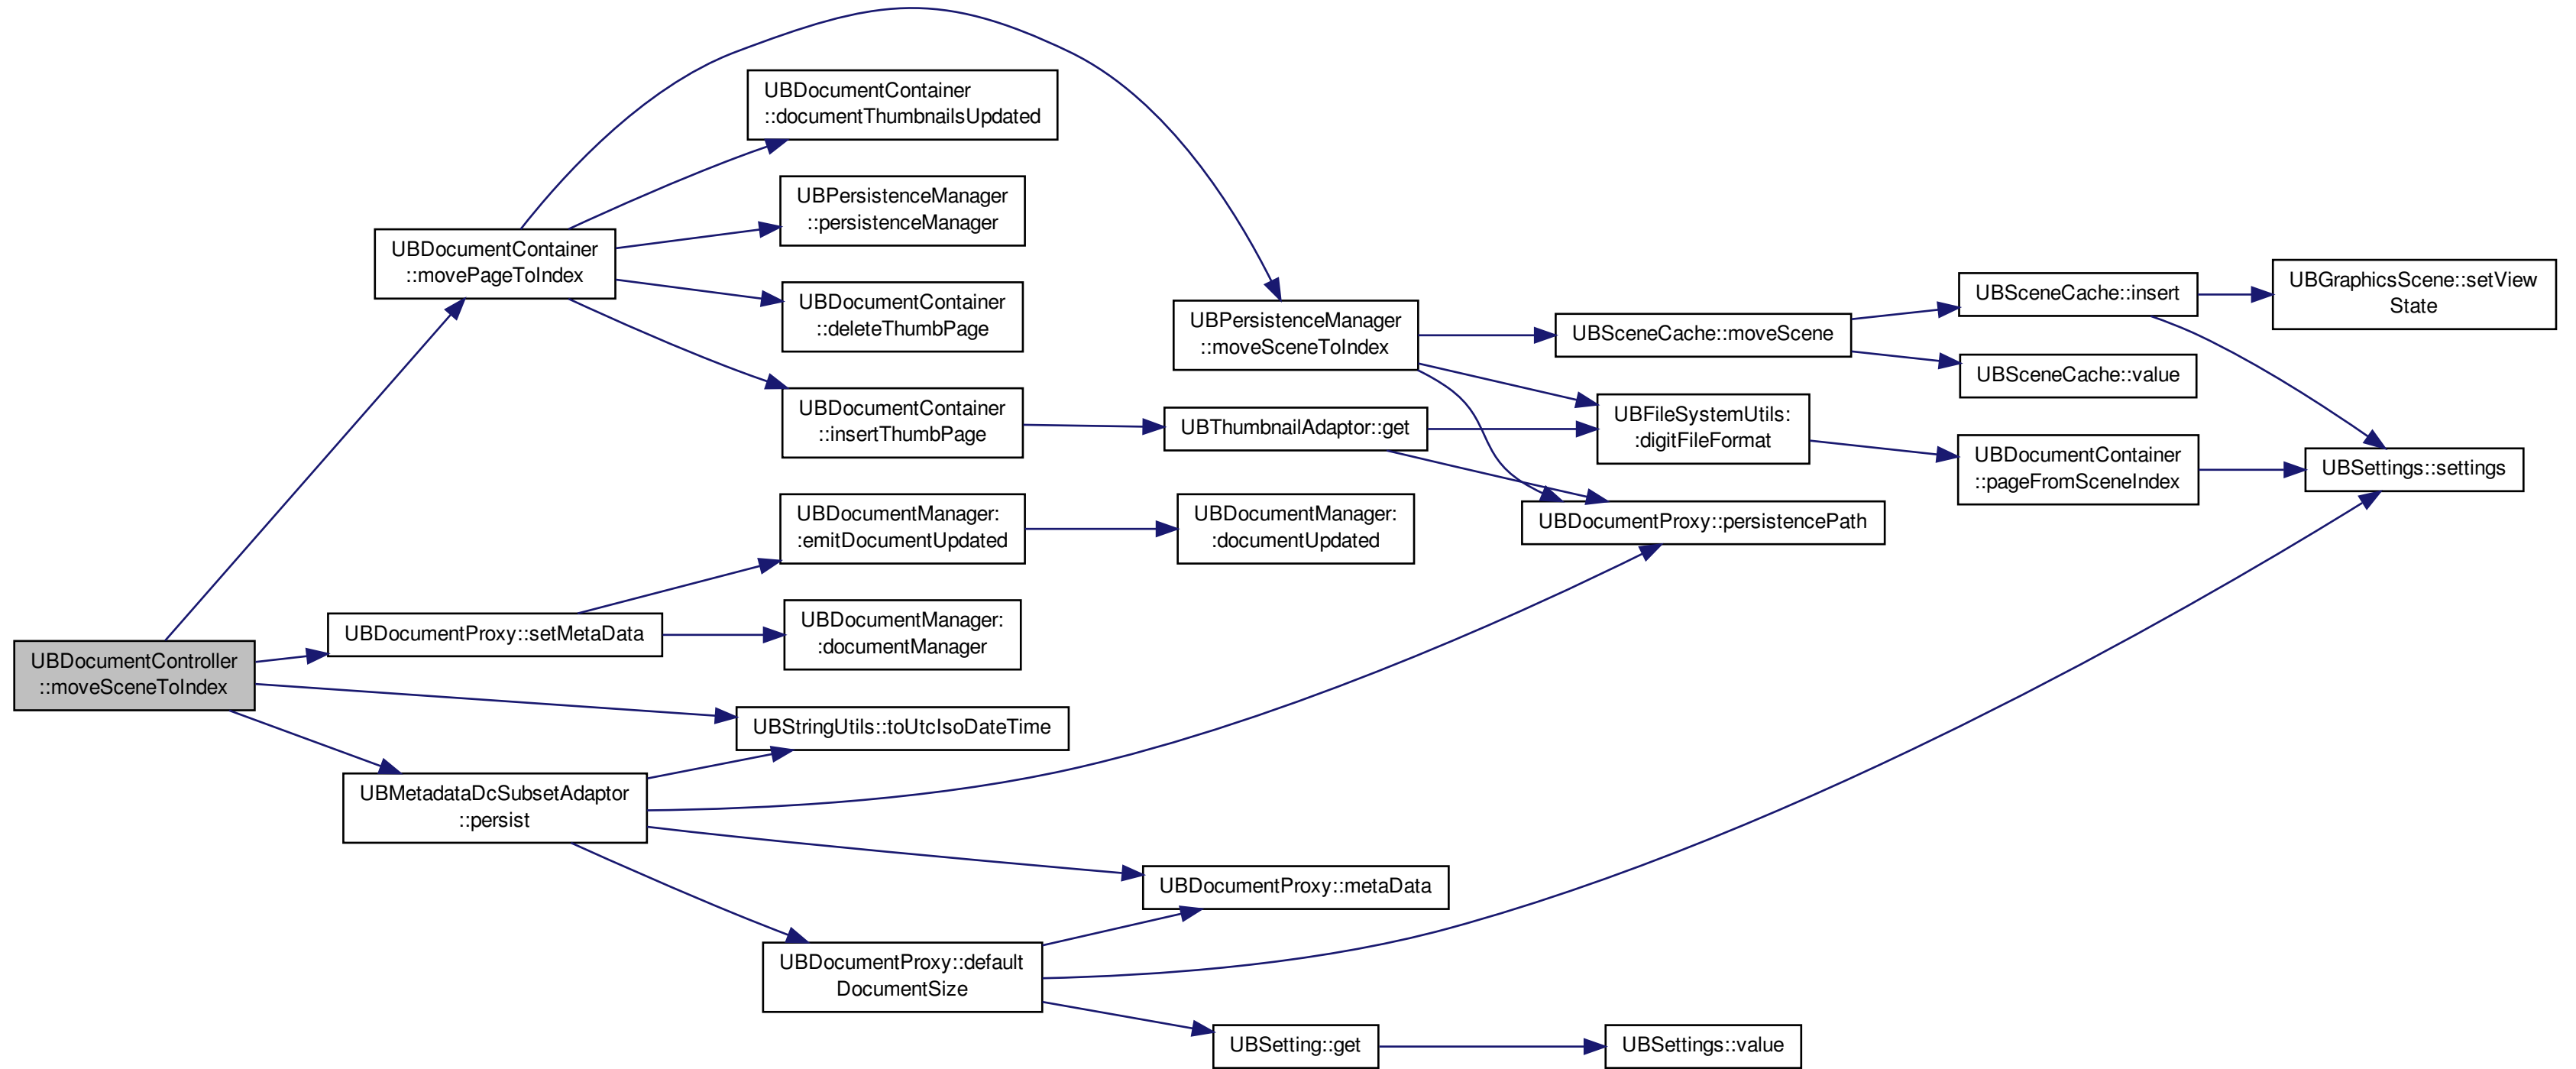 UBDocumentController
::moveSceneToIndex
UBDocumentContainer
::movePageToIndex
UBDocumentProxy::setMetaData
UBMetadataDcSubsetAdaptor
::persist
UBDocumentContainer
::documentThumbnailsUpdated
UBPersistenceManager
::persistenceManager
UBDocumentContainer
::deleteThumbPage
UBDocumentContainer
::insertThumbPage
UBDocumentManager:
:emitDocumentUpdated
UBDocumentManager:
:documentManager
UBStringUtils::toUtcIsoDateTime
UBDocumentProxy::default
DocumentSize
UBPersistenceManager
::moveSceneToIndex
UBThumbnailAdaptor::get
UBDocumentManager:
:documentUpdated
UBDocumentProxy::metaData
UBSetting::get
UBSceneCache::moveScene
UBFileSystemUtils:
:digitFileFormat
UBDocumentProxy::persistencePath
UBSettings::value
UBSceneCache::insert
UBSceneCache::value
UBDocumentContainer
::pageFromSceneIndex
UBGraphicsScene::setView
State
UBSettings::settings